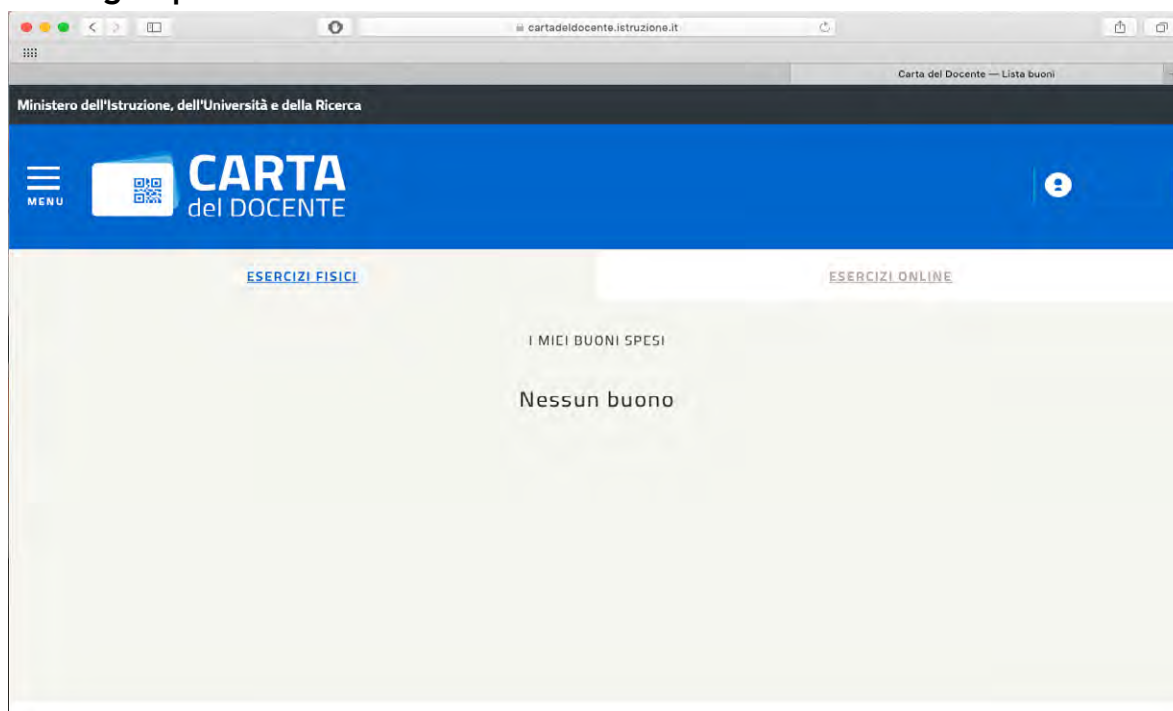 cartadeldocente.istruzione.it
Carta del Docente — Lista buoni
Ministero dell'Istruzione, dell'Università e della Ricerca
MENU
CARTA
del DOCENTE
ESERCIZI FISICI
ESERCIZI ONLINE
I MIEI BUONI SPESI
Nessun buono